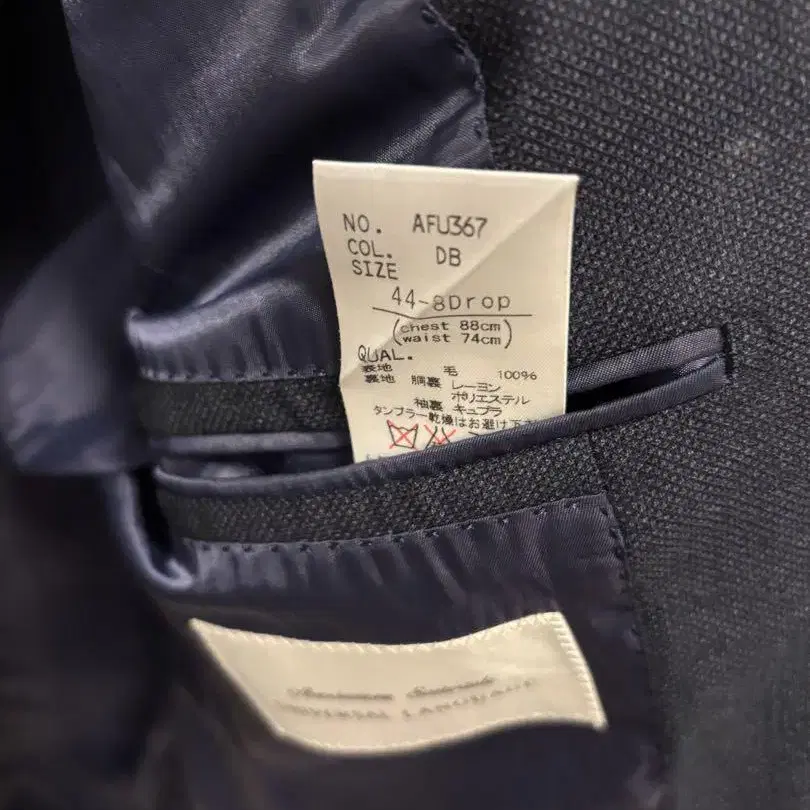 NO. AFU367
COL. DB
SIZE
44-8Drop
(chest 88cm
waist 74cm)
QUAL.
表地 毛 100%
裏地 胴裏 レーヨン
ポリエステル
袖裏 キュプラ
タンブラー乾燥はお避け下
UNIVERSAL LANGUAGE